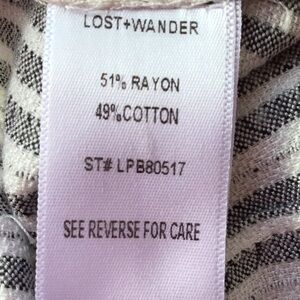 LOST+WANDER
51% RAYON
49%COTTON
ST# LPB80517
SEE REVERSE FOR CARE